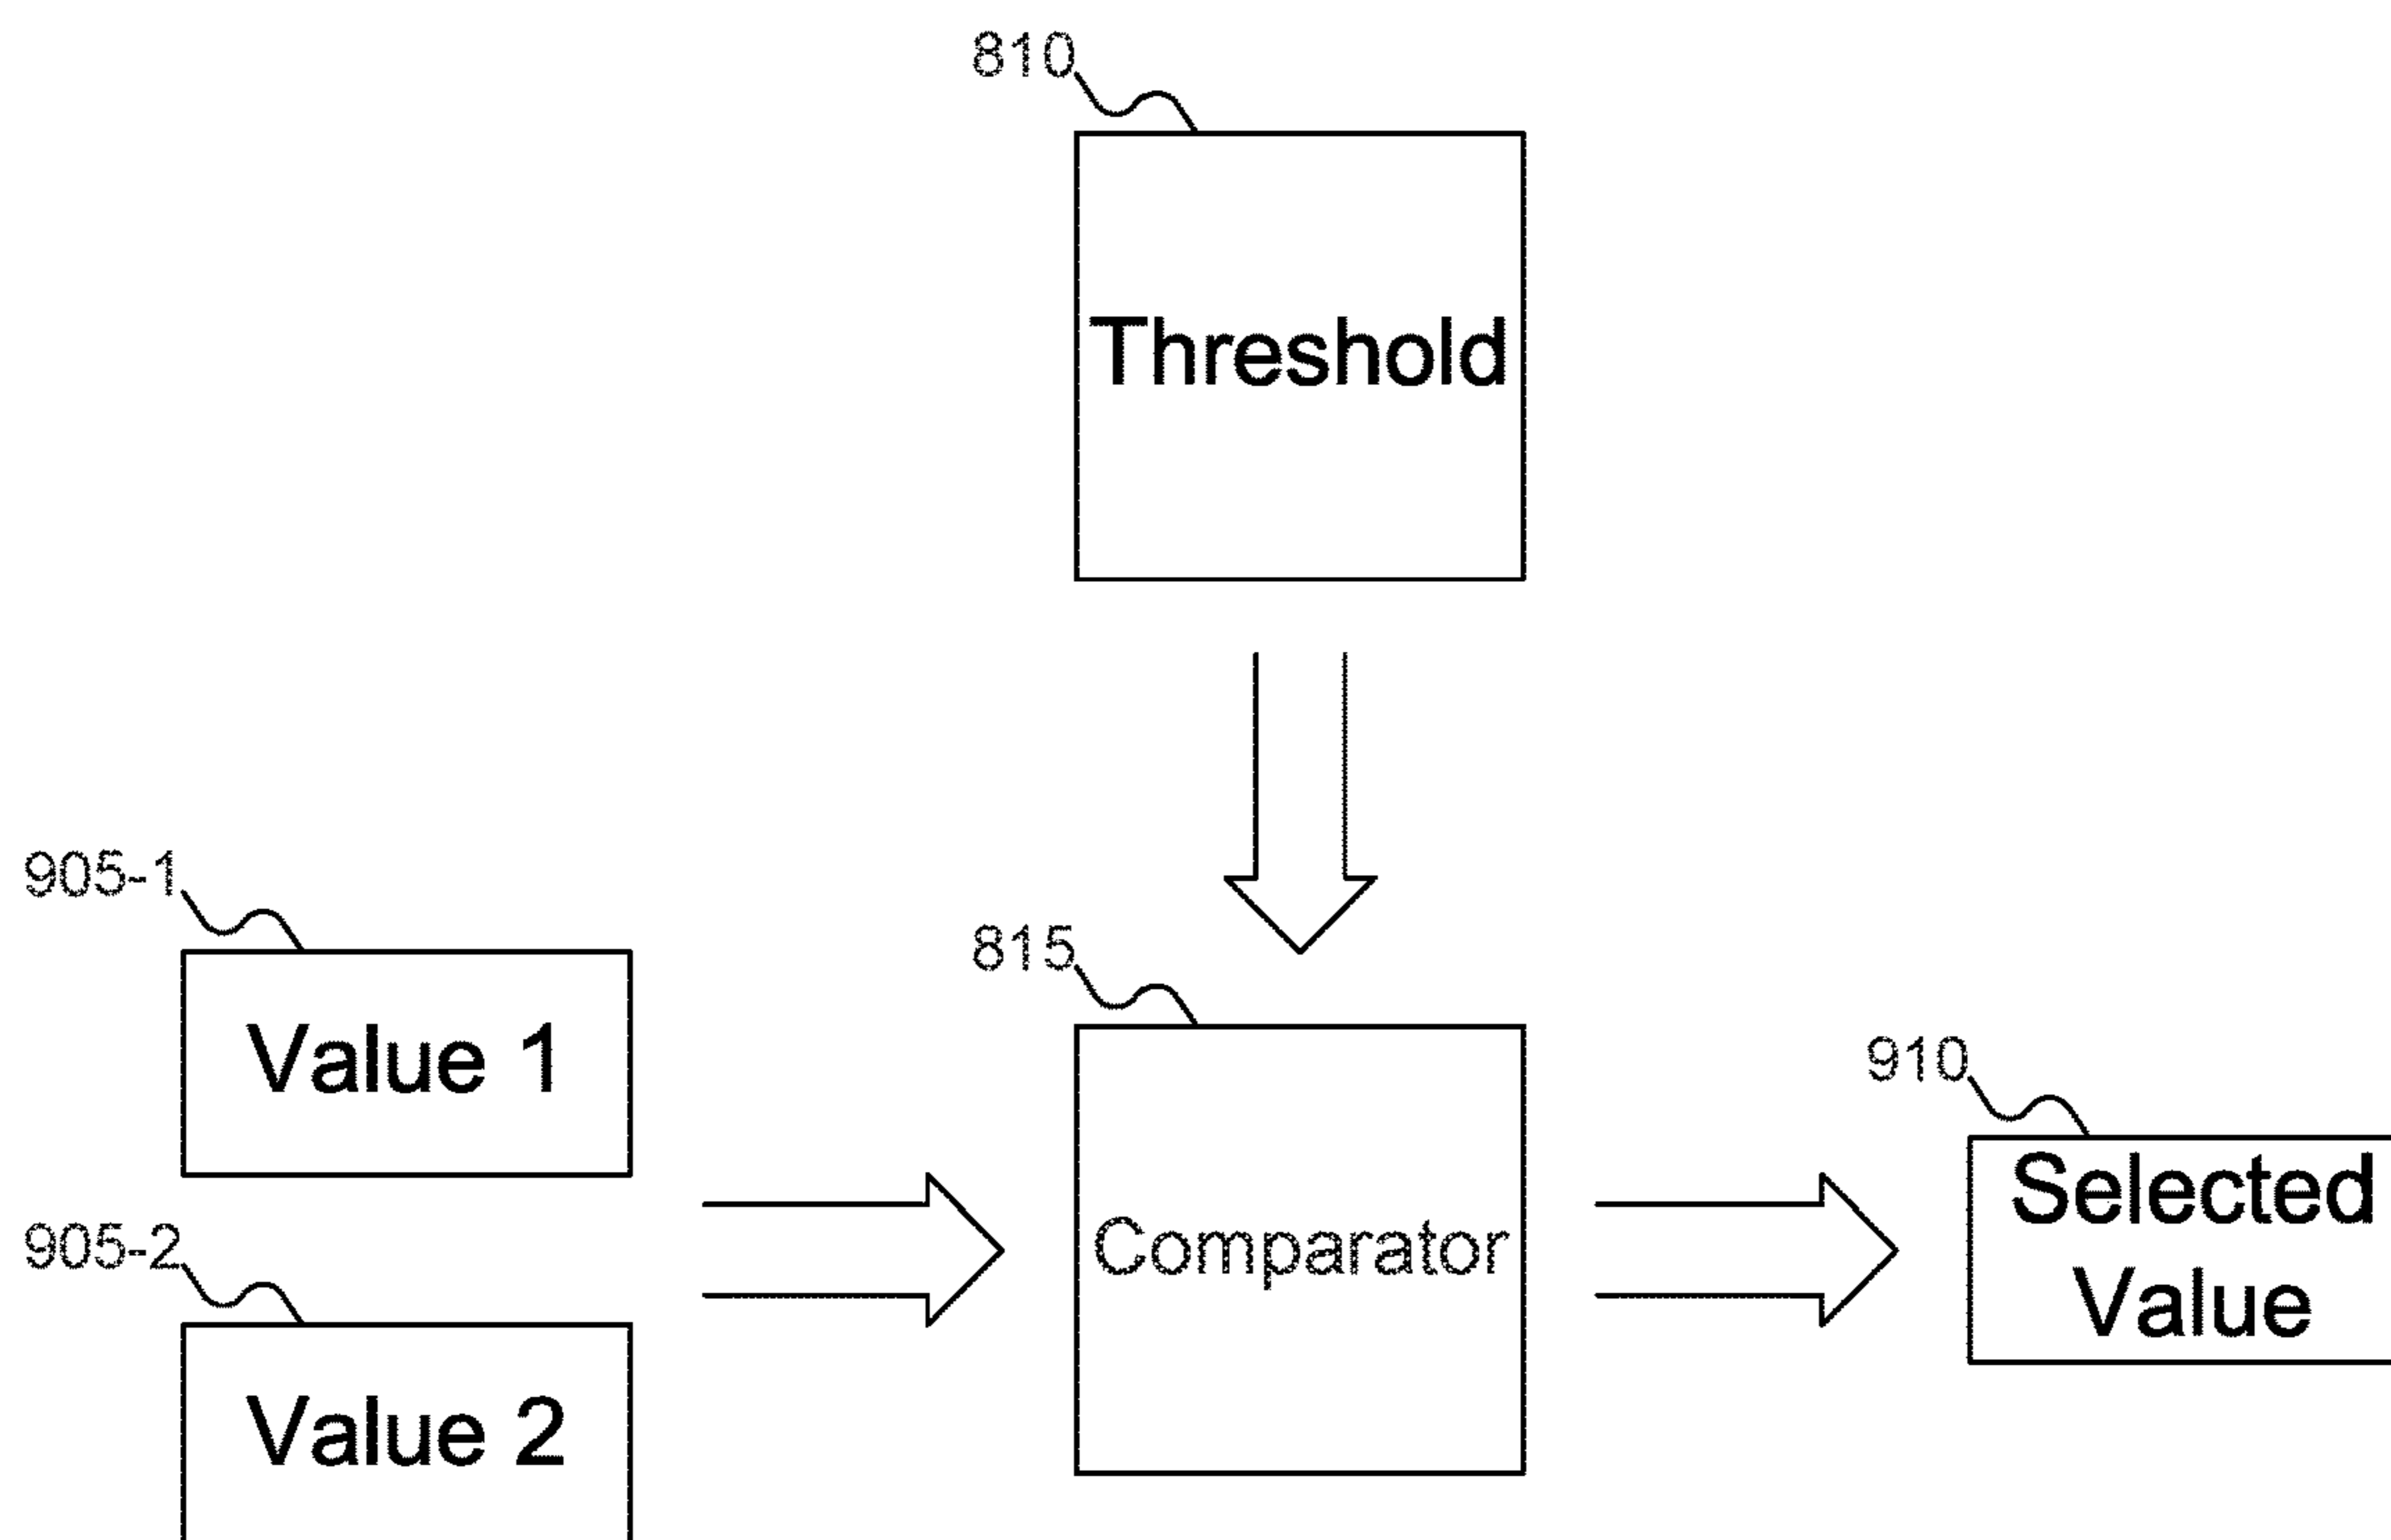 810
Threshold
905-1
Value 1
815
Comparator
910
Selected
Value
905-2
Value 2